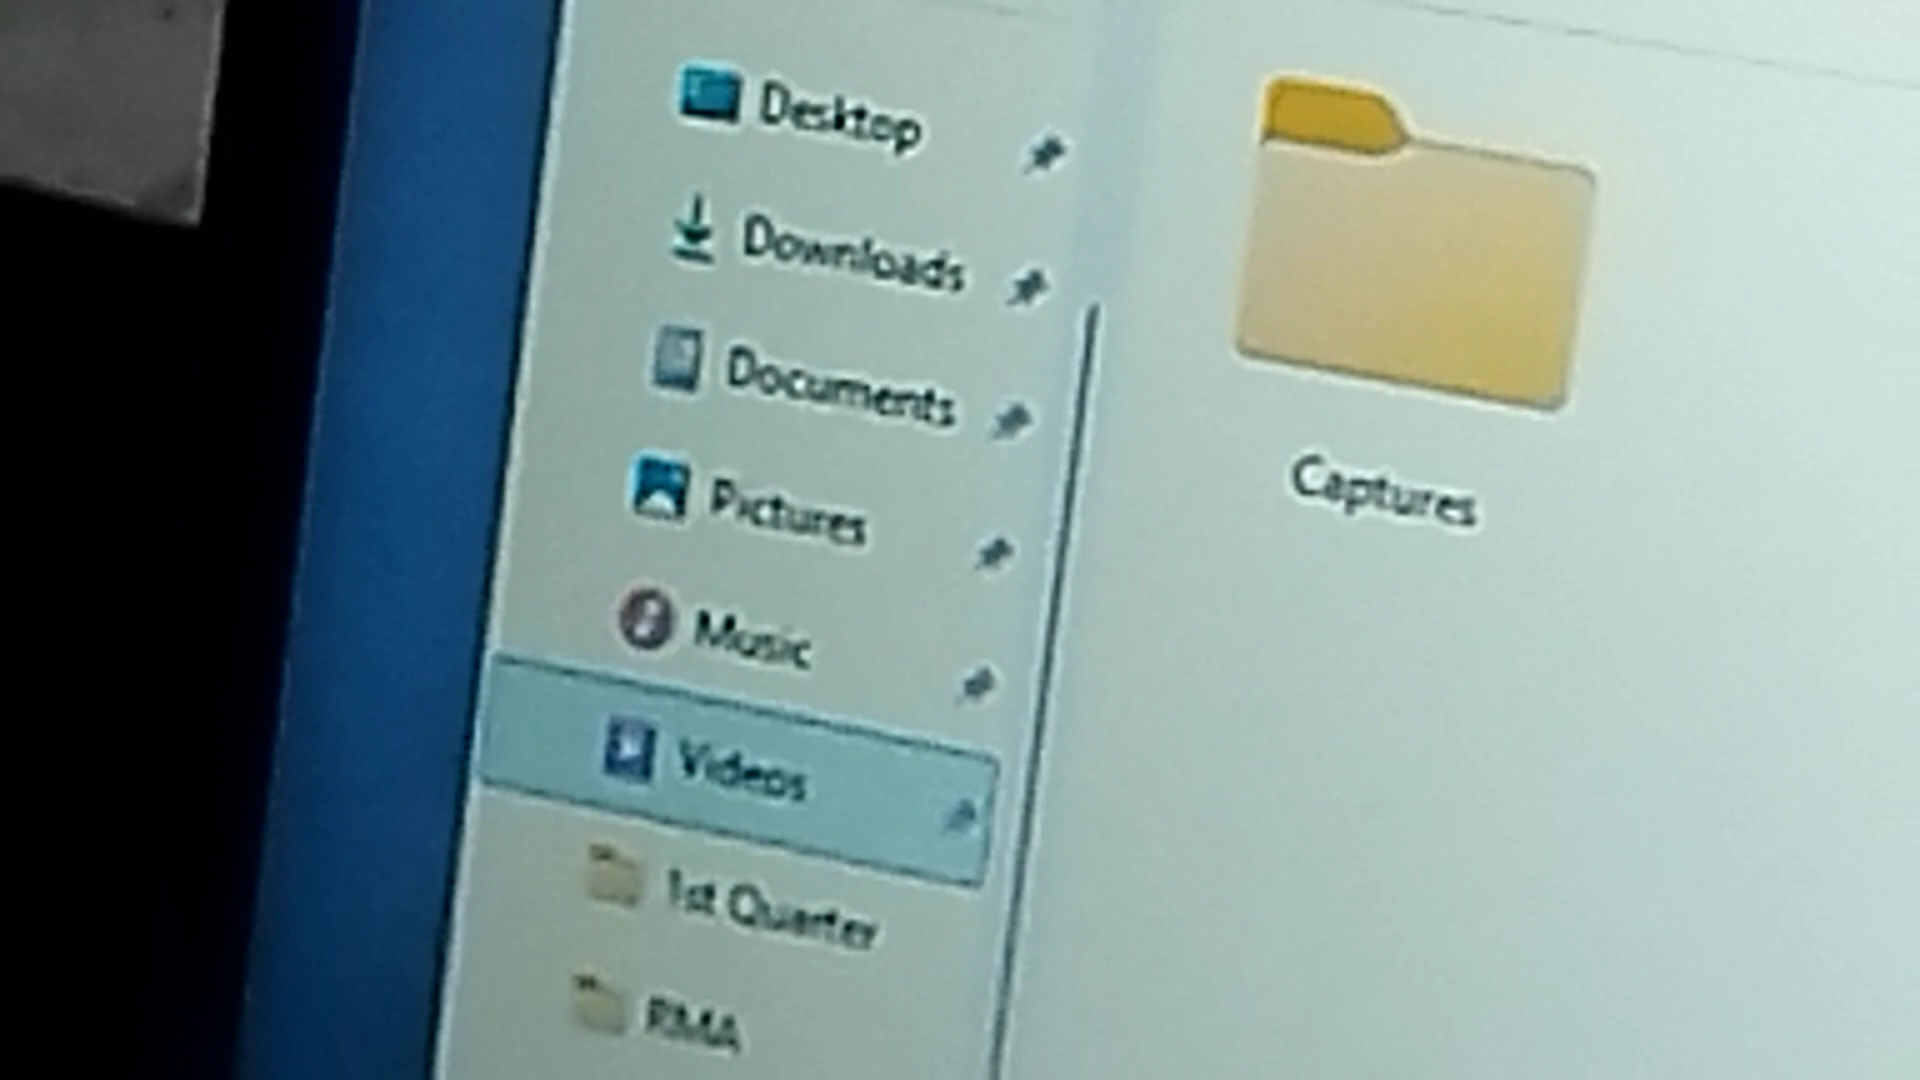 Desktop
Downloads
Documents
Pictures
Music
Videos
1st Quarter
RMA
Captures